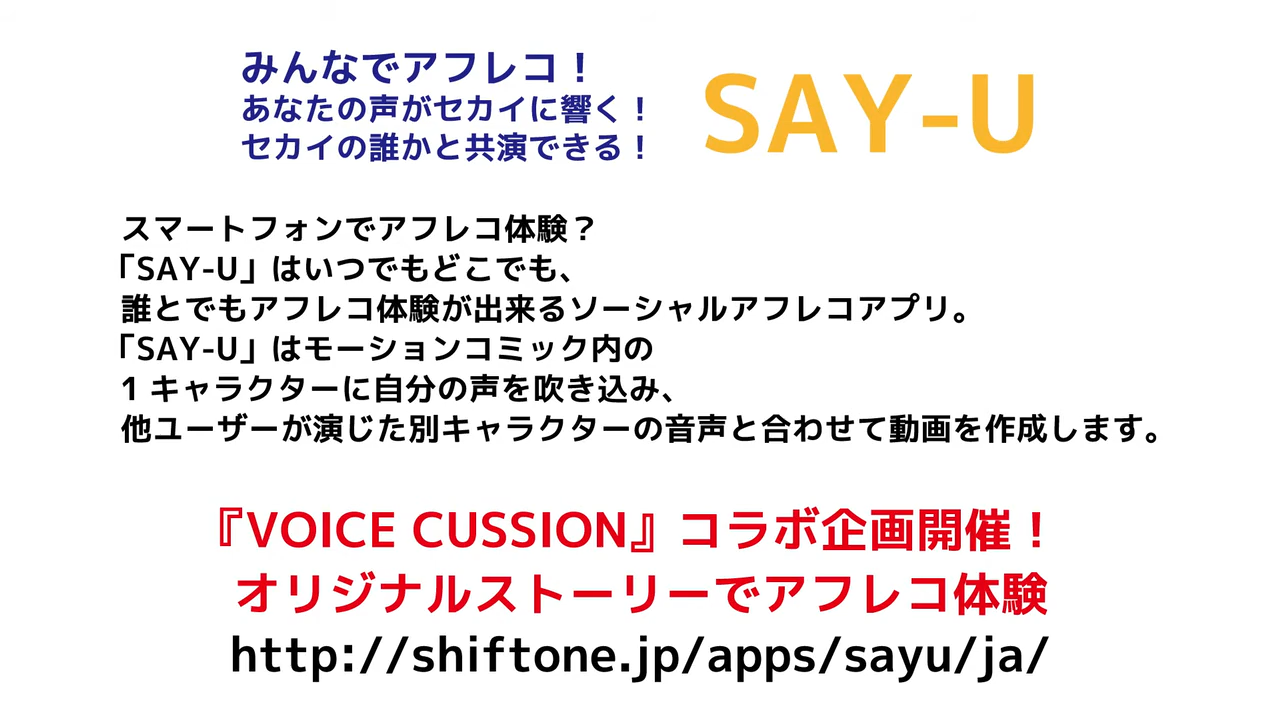 みんなでアフレコ！
あなたの声がセカイに響く！
セカイの誰かと共演できる！
SAY-U
スマートフォンでアフレコ体験？
「SAY-U」はいつでもどこでも、
誰とでもアフレコ体験が出来るソーシャルアフレコアプリ。
「SAY-U」はモーションコミック内の
1 キャラクターに自分の声を吹き込み、
他ユーザーが演じた別キャラクターの音声と合わせて動画を作成します。
『VOICE CUSSION』コラボ企画開催！
オリジナルストーリーでアフレコ体験
http://shiftone.jp/apps/sayu/ja/